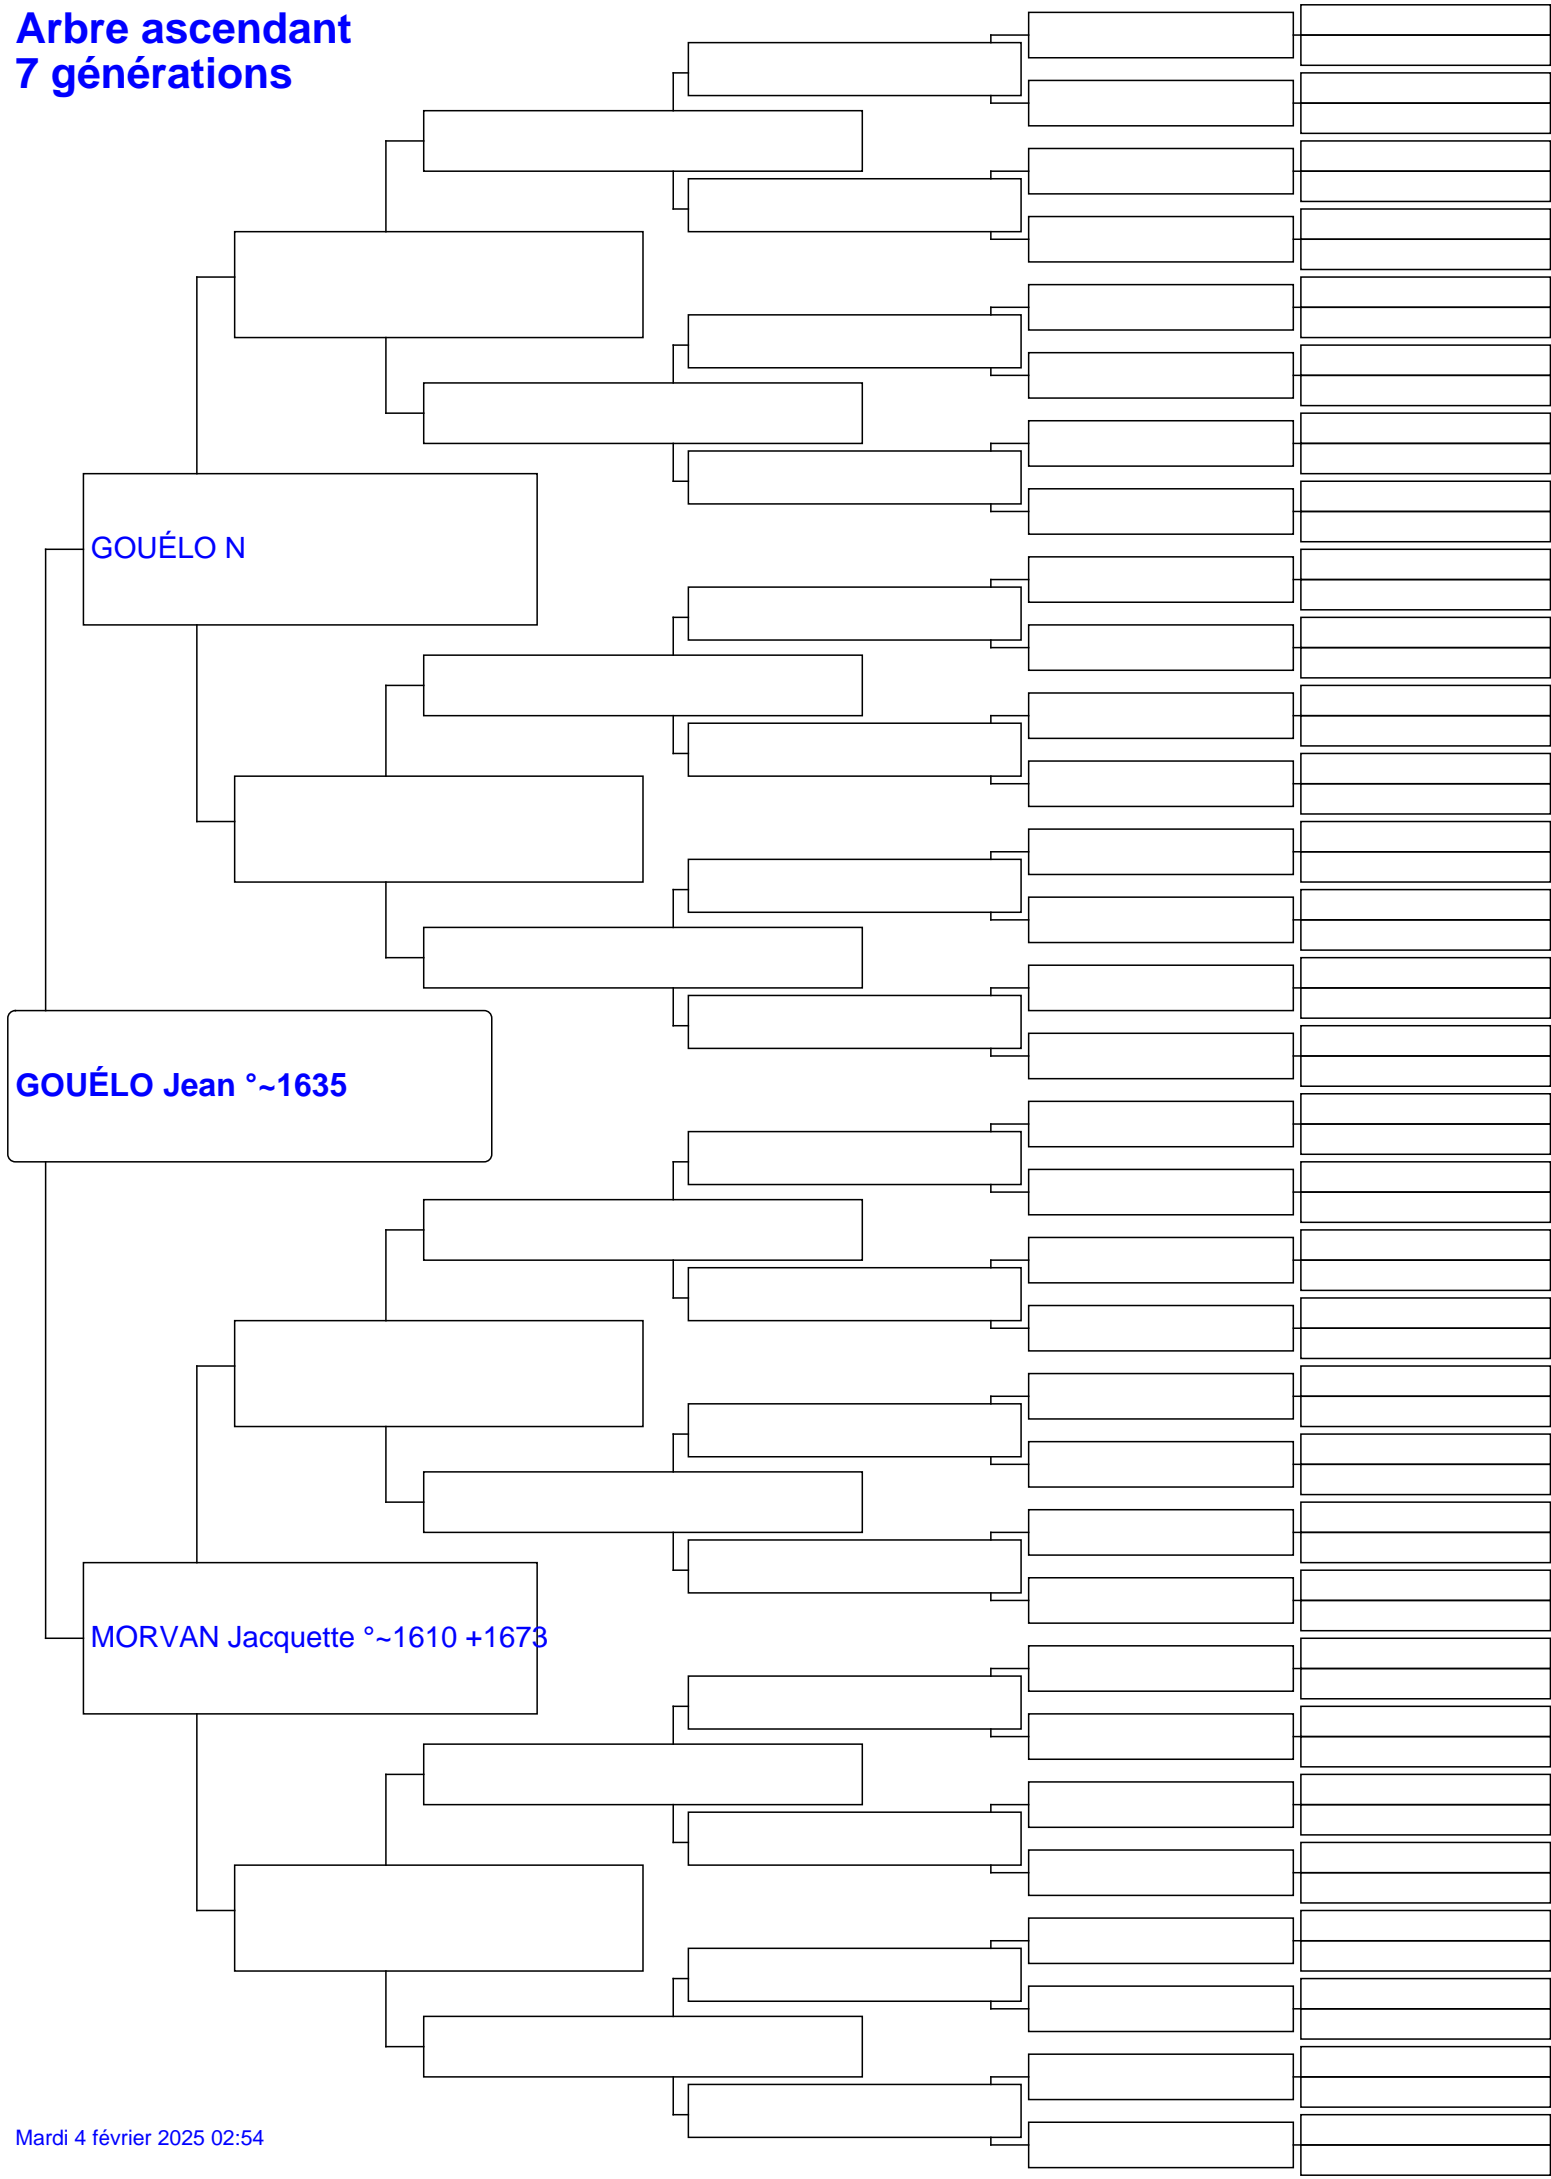 Arbre ascendant
7 générations
GOUÉLO N
GOUÉLO Jean °~1635
MORVAN Jacquette °~1610 +1673
Mardi 4 février 2025 02:54